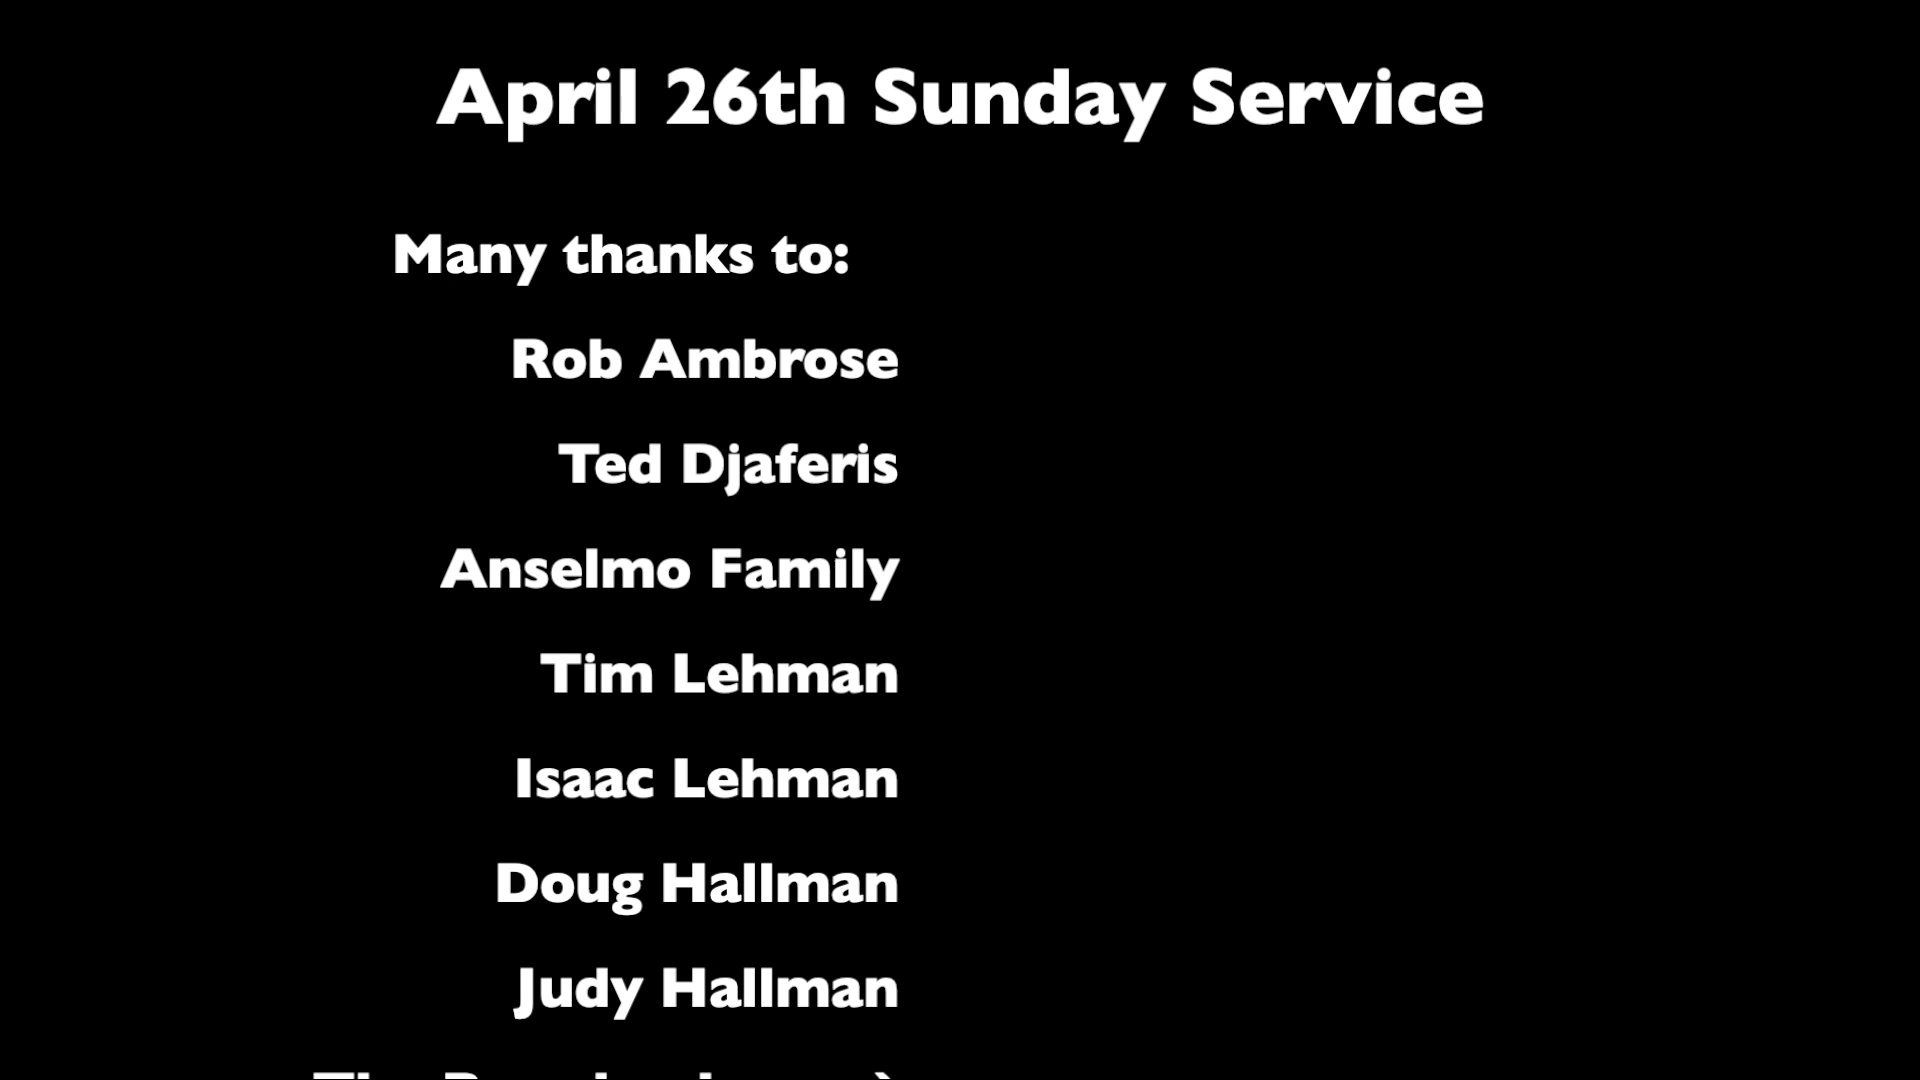 April 26th Sunday Service
Many thanks to:
Rob Ambrose
Ted Djaferis
Anselmo Family
Tim Lehman
Isaac Lehman
Doug Hallman
Judy Hallman